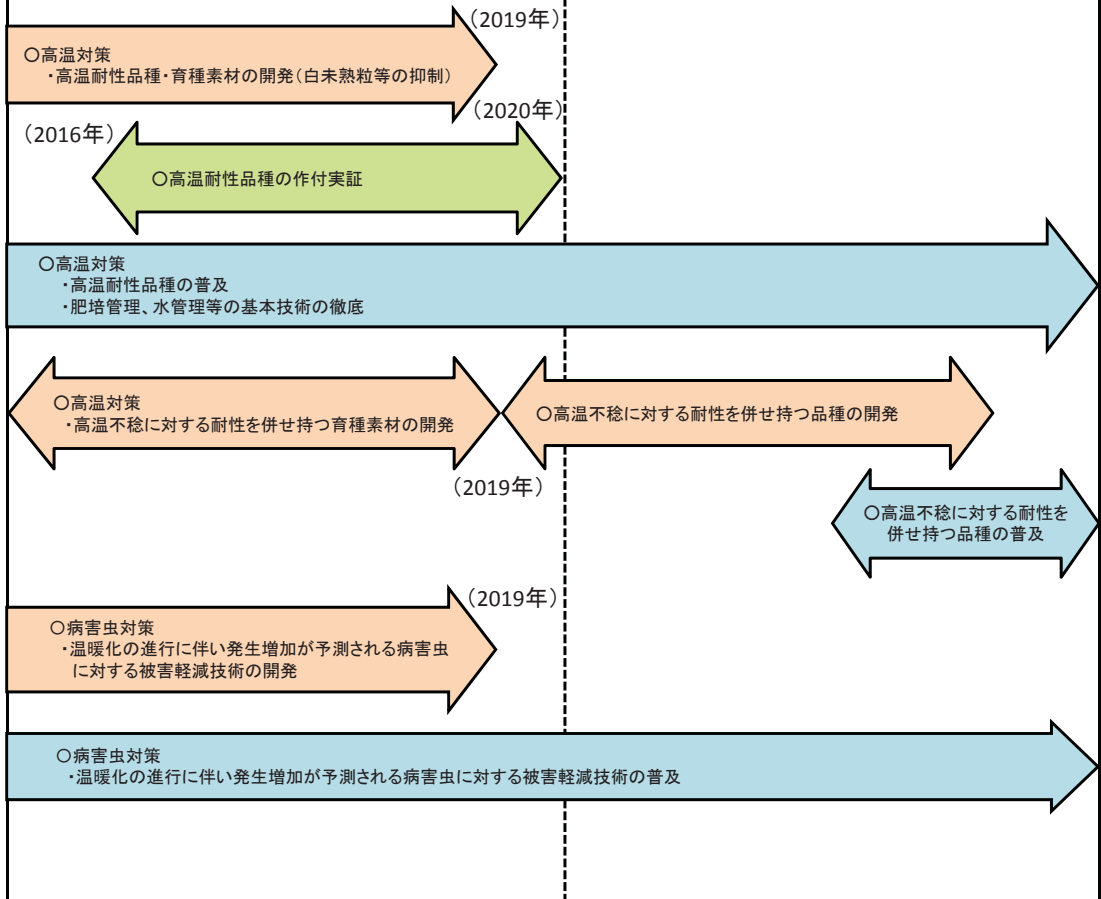 （2019年）
〇高温対策
・高温耐性品種・育種素材の開発（白未熟粒等の抑制）
（2020年）
（2016年）
〇高温耐性品種の作付実証
〇高温対策
・高温耐性品種の普及
・肥培管理、水管理等の基本技術の徹底
〇高温対策
・高温不稔に対する耐性を併せ持つ育種素材の開発
〇高温不稔に対する耐性を併せ持つ品種の開発
（2019年）
〇高温不稔に対する耐性を
併せ持つ品種の普及
（2019年）
〇病害虫対策
・温暖化の進行に伴い発生増加が予測される病害虫
に対する被害軽減技術の開発
〇病害虫対策
・温暖化の進行に伴い発生増加が予測される病害虫に対する被害軽減技術の普及